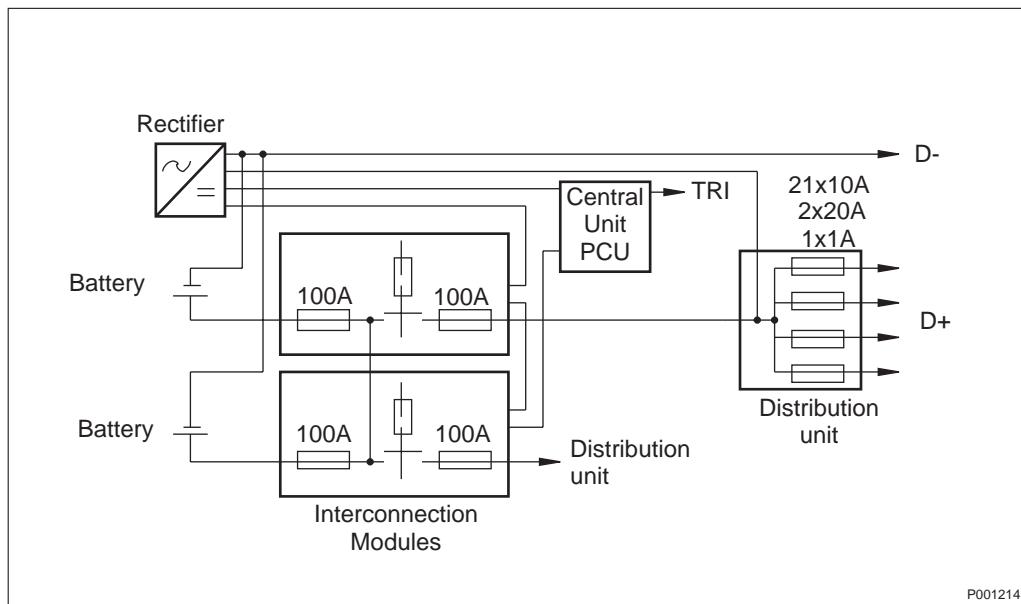 Rectifier
D-
21x10A
2x20A
1x1A
Central
Unit
PCU
TRI
Battery
100A
100A
D+
Battery
100A
100A
Distribution
unit
Distribution
unit
Interconnection
Modules
P001214